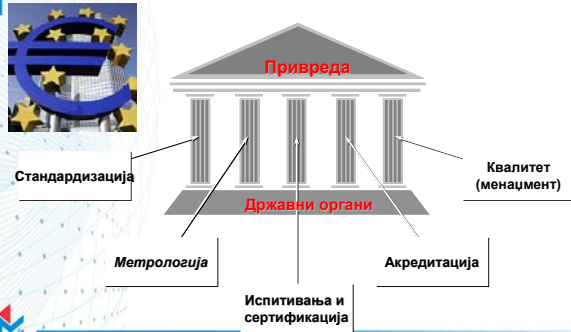 Привреда
Стандардизација
Квалитет
(менаџмент)
Државни органи
Метрологија
Акредитација
Испитивања и
сертификација